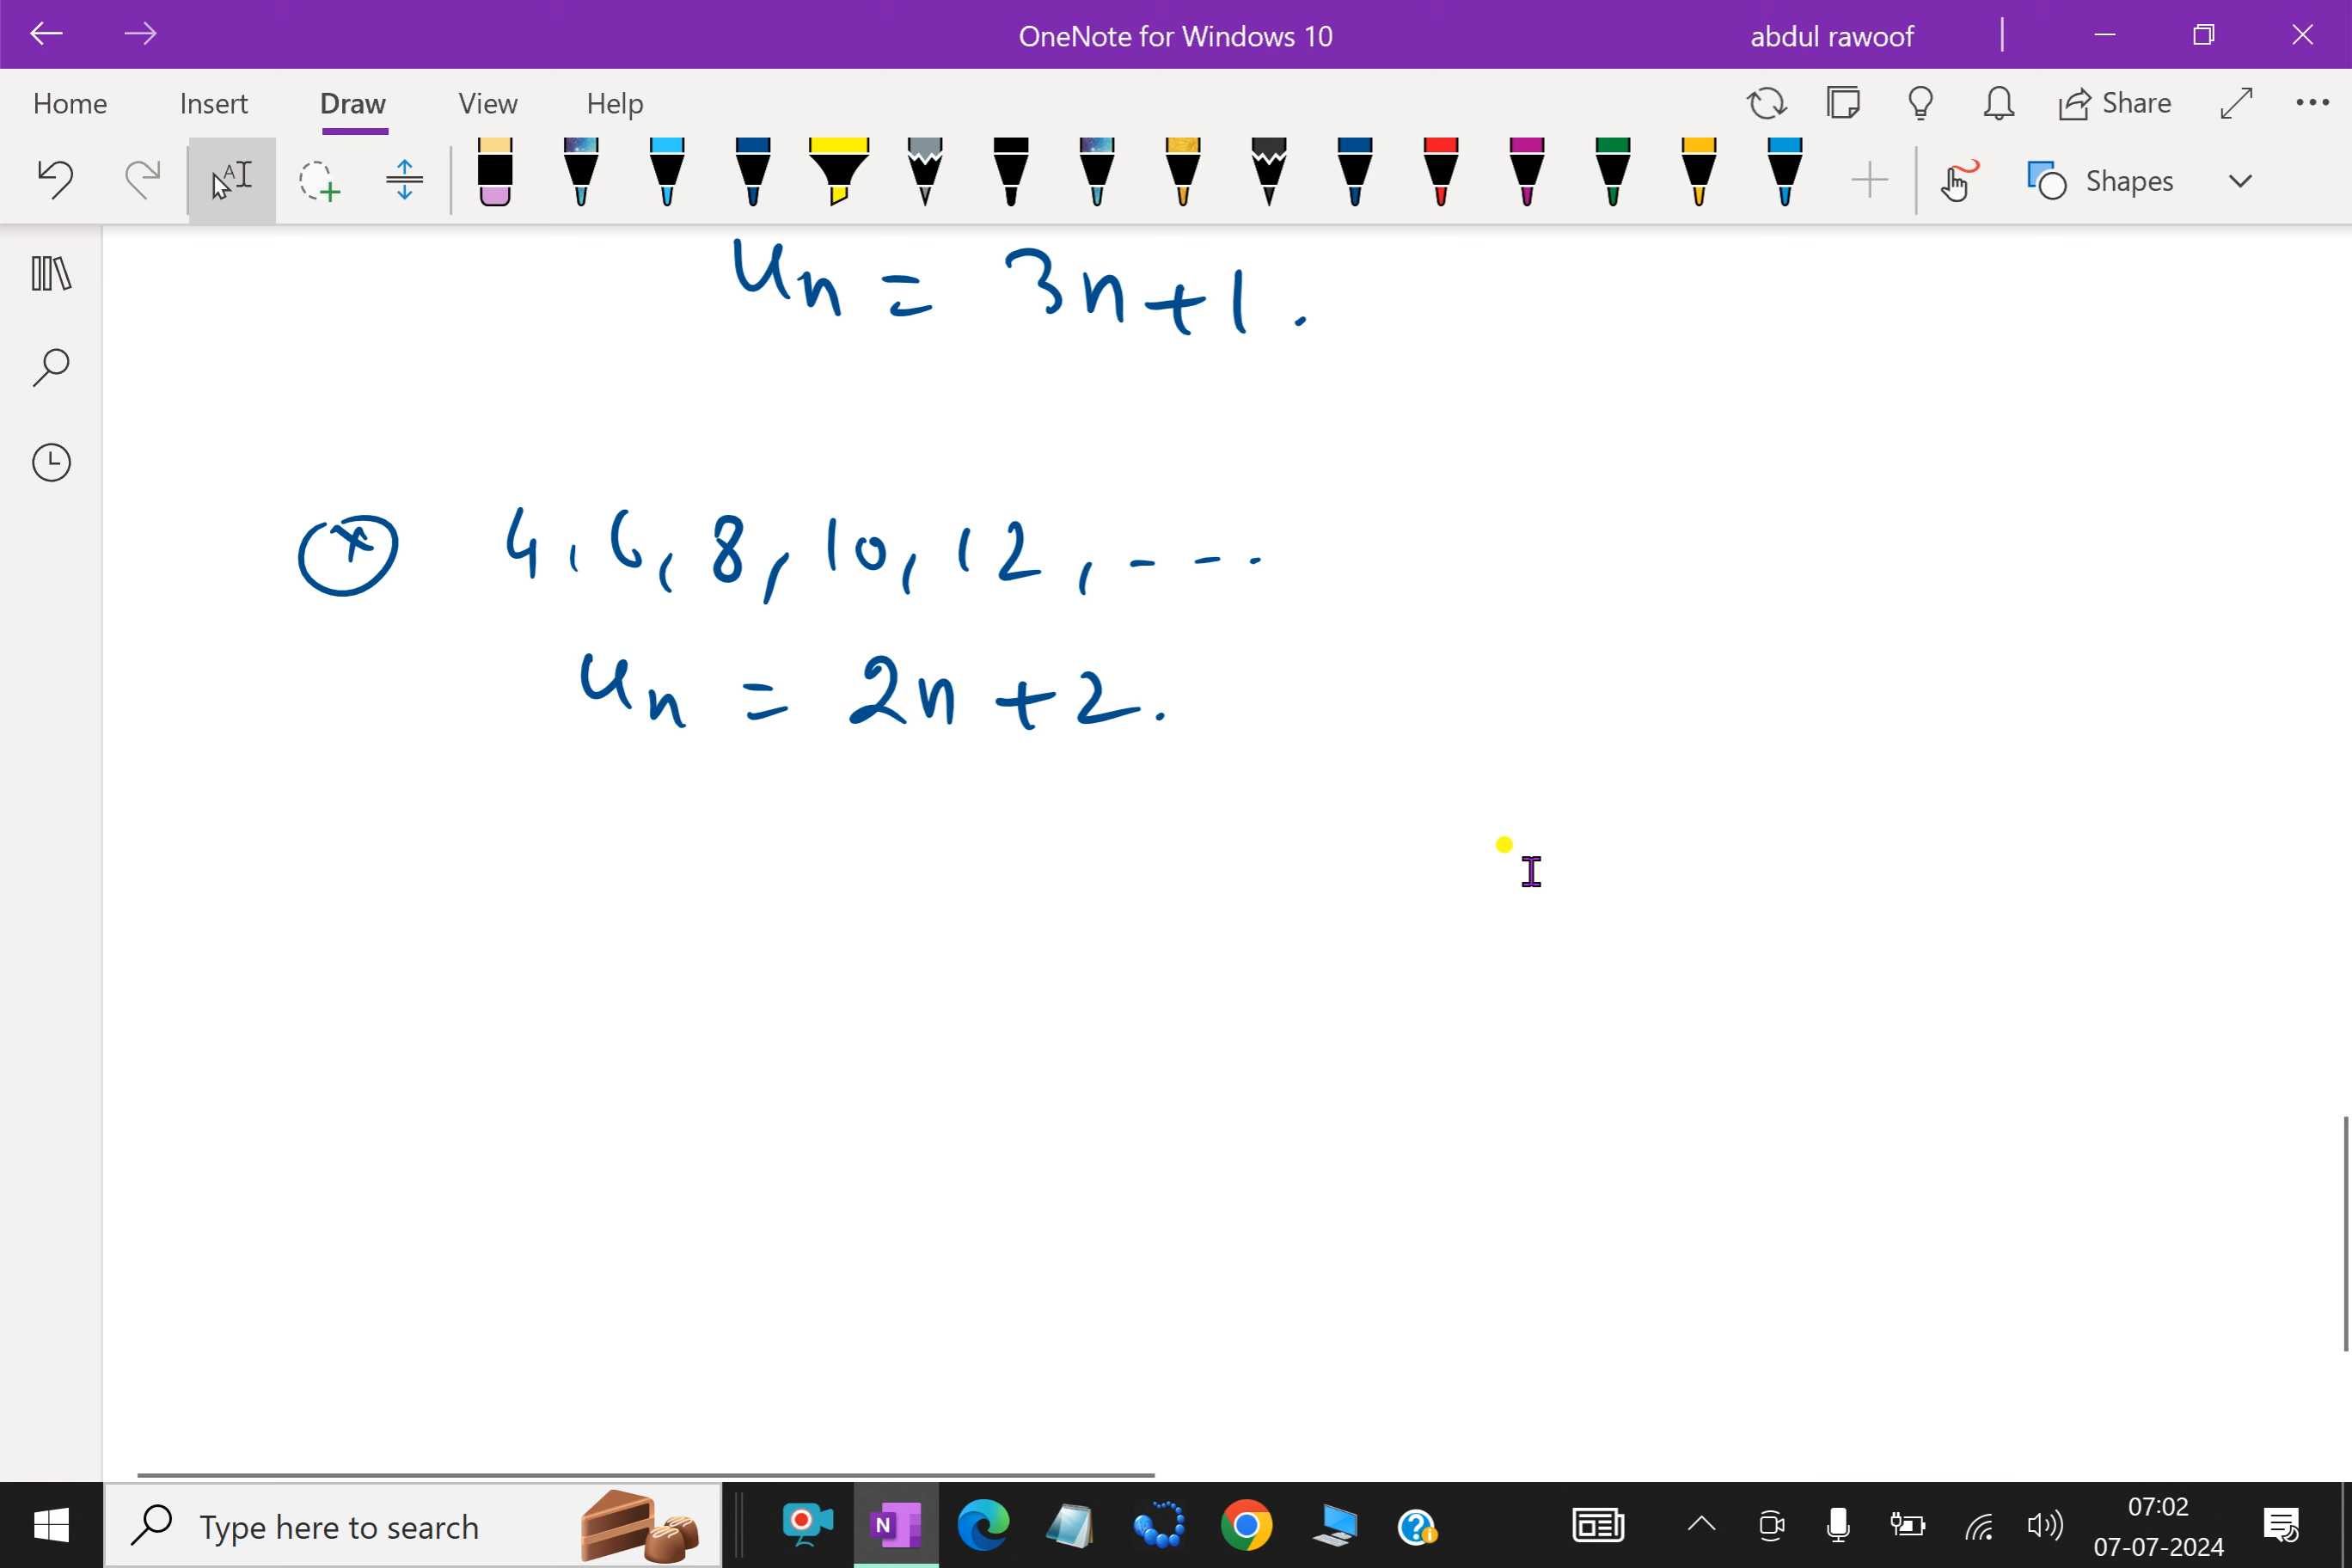 OneNote for Windows 10
abdul rawoof
Home Insert Draw View Help
Share
Shapes
Uₙ = 3n+1.
4, 6, 8, 10, 12, - - - .
Uₙ = 2n + 2.
Type here to search
07:02
07-07-2024